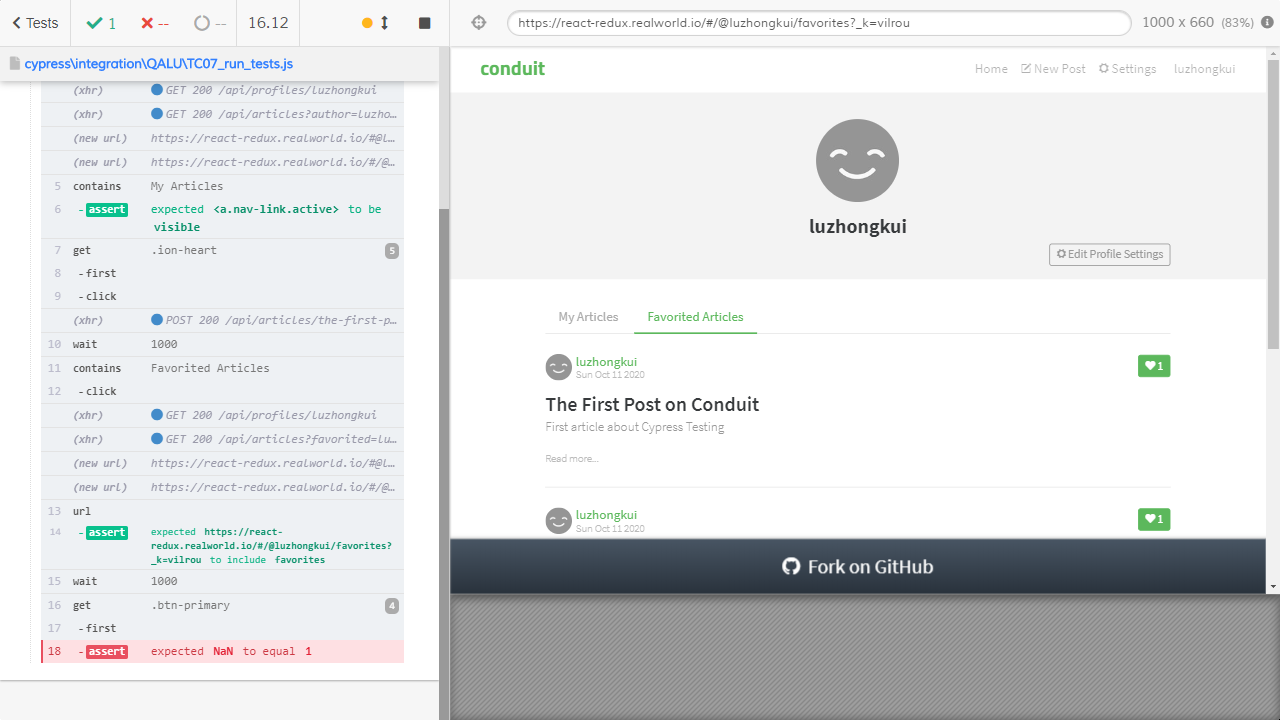 Tests
1
--
--
16.12
cypress\integration\QALU\TC07_run_tests.js
(xhr) GET 200 /api/profiles/luzhongkui
(xhr) GET 200 /api/articles?author=luzho…
(new url) https://react-redux.realworld.io/#@l…
(new url) https://react-redux.realworld.io/#/@…
5 contains My Articles
6 -assert expected <a.nav-link.active> to be
visible
7 get .ion-heart 5
8 -first
9 -click
(xhr) POST 200 /api/articles/the-first-p…
10 wait 1000
11 contains Favorited Articles
12 -click
(xhr) GET 200 /api/profiles/luzhongkui
(xhr) GET 200 /api/articles?favorited=lu…
(new url) https://react-redux.realworld.io/#@l…
(new url) https://react-redux.realworld.io/#/@…
13 url
14 -assert expected https://react-
redux.realworld.io/#/@luzhongkui/favorites?
_k=vilrou to include favorites
15 wait 1000
16 get .btn-primary 4
17 -first
18 -assert expected NaN to equal 1
https://react-redux.realworld.io/#/@luzhongkui/favorites?_k=vilrou
1000 x 660 (83%)
conduit
Home New Post Settings luzhongkui
luzhongkui
Edit Profile Settings
My Articles Favorited Articles
luzhongkui
Sun Oct 11 2020
1
The First Post on Conduit
First article about Cypress Testing
Read more...
luzhongkui
Sun Oct 11 2020
1
Fork on GitHub